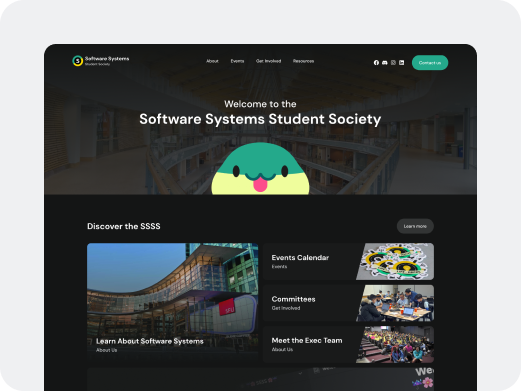 Software Systems
Student Society
About
Events
Get Involved
Resources
Contact us
Welcome to the
Software Systems Student Society
Discover the SSSS
Learn more
SFU
Learn About Software Systems
About Us
Events Calendar
Events
Committees
Get Involved
Meet the Exec Team
About Us
We